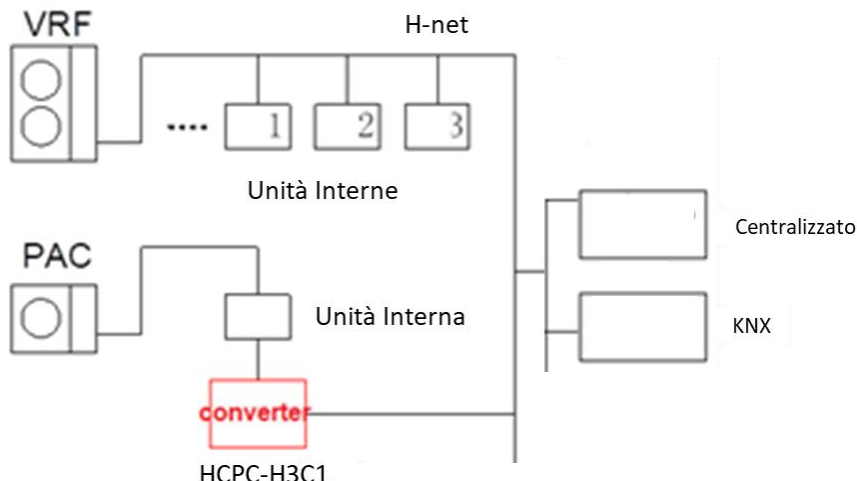 VRF
H-net
.... 1 2 3
Unità Interne
Centralizzato
PAC
Unità Interna
KNX
converter
HCPC-H3C1